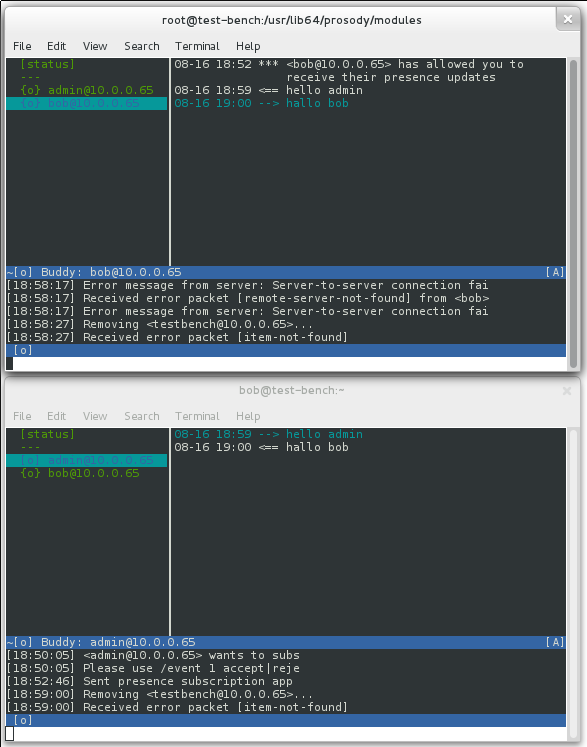 root@test-bench:/usr/lib64/prosody/modules
File Edit View Search Terminal Help
[status]
---
{o} admin@10.0.0.65
{o} bob@10.0.0.65
08-16 18:52 *** <bob@10.0.0.65> has allowed you to
receive their presence updates
08-16 18:59 <== hello admin
08-16 19:00 --> hallo bob
~[o] Buddy: bob@10.0.0.65 [A]
[18:58:17] Error message from server: Server-to-server connection fai
[18:58:17] Received error packet [remote-server-not-found] from <bob>
[18:58:17] Error message from server: Server-to-server connection fai
[18:58:27] Removing <testbench@10.0.0.65>...
[18:58:27] Received error packet [item-not-found]
[o]
bob@test-bench:~
File Edit View Search Terminal Help
[status]
---
[o] admin@10.0.0.65
{o} bob@10.0.0.65
08-16 18:59 --> hello admin
08-16 19:00 <== hallo bob
~[o] Buddy: admin@10.0.0.65 [A]
[18:50:05] <admin@10.0.0.65> wants to subs
[18:50:05] Please use /event 1 accept|reje
[18:52:46] Sent presence subscription app
[18:59:00] Removing <testbench@10.0.0.65>...
[18:59:00] Received error packet [item-not-found]
[o]